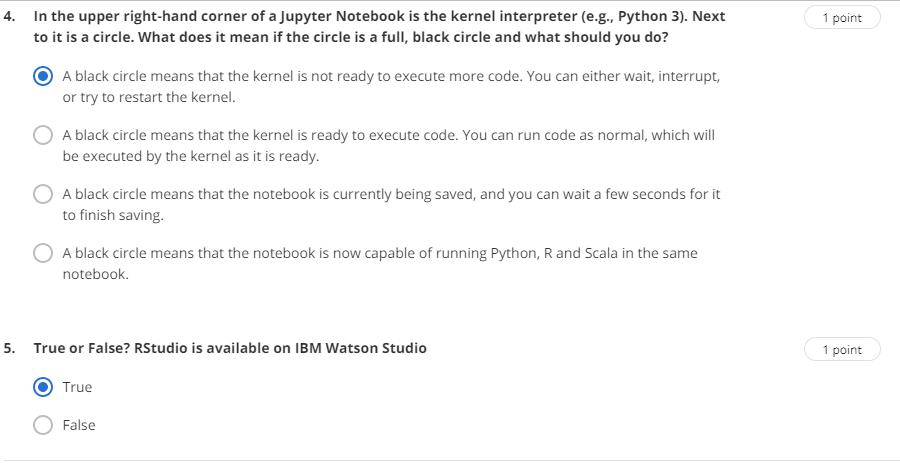 4. In the upper right-hand corner of a Jupyter Notebook is the kernel interpreter (e.g., Python 3). Next
1 point
to it is a circle. What does it mean if the circle is a full, black circle and what should you do?
A black circle means that the kernel is not ready to execute more code. You can either wait, interrupt,
or try to restart the kernel.
A black circle means that the kernel is ready to execute code. You can run code as normal, which will
be executed by the kernel as it is ready.
A black circle means that the notebook is currently being saved, and you can wait a few seconds for it
to finish saving.
A black circle means that the notebook is now capable of running Python, R and Scala in the same
notebook.
5. True or False? RStudio is available on IBM Watson Studio
1 point
True
False